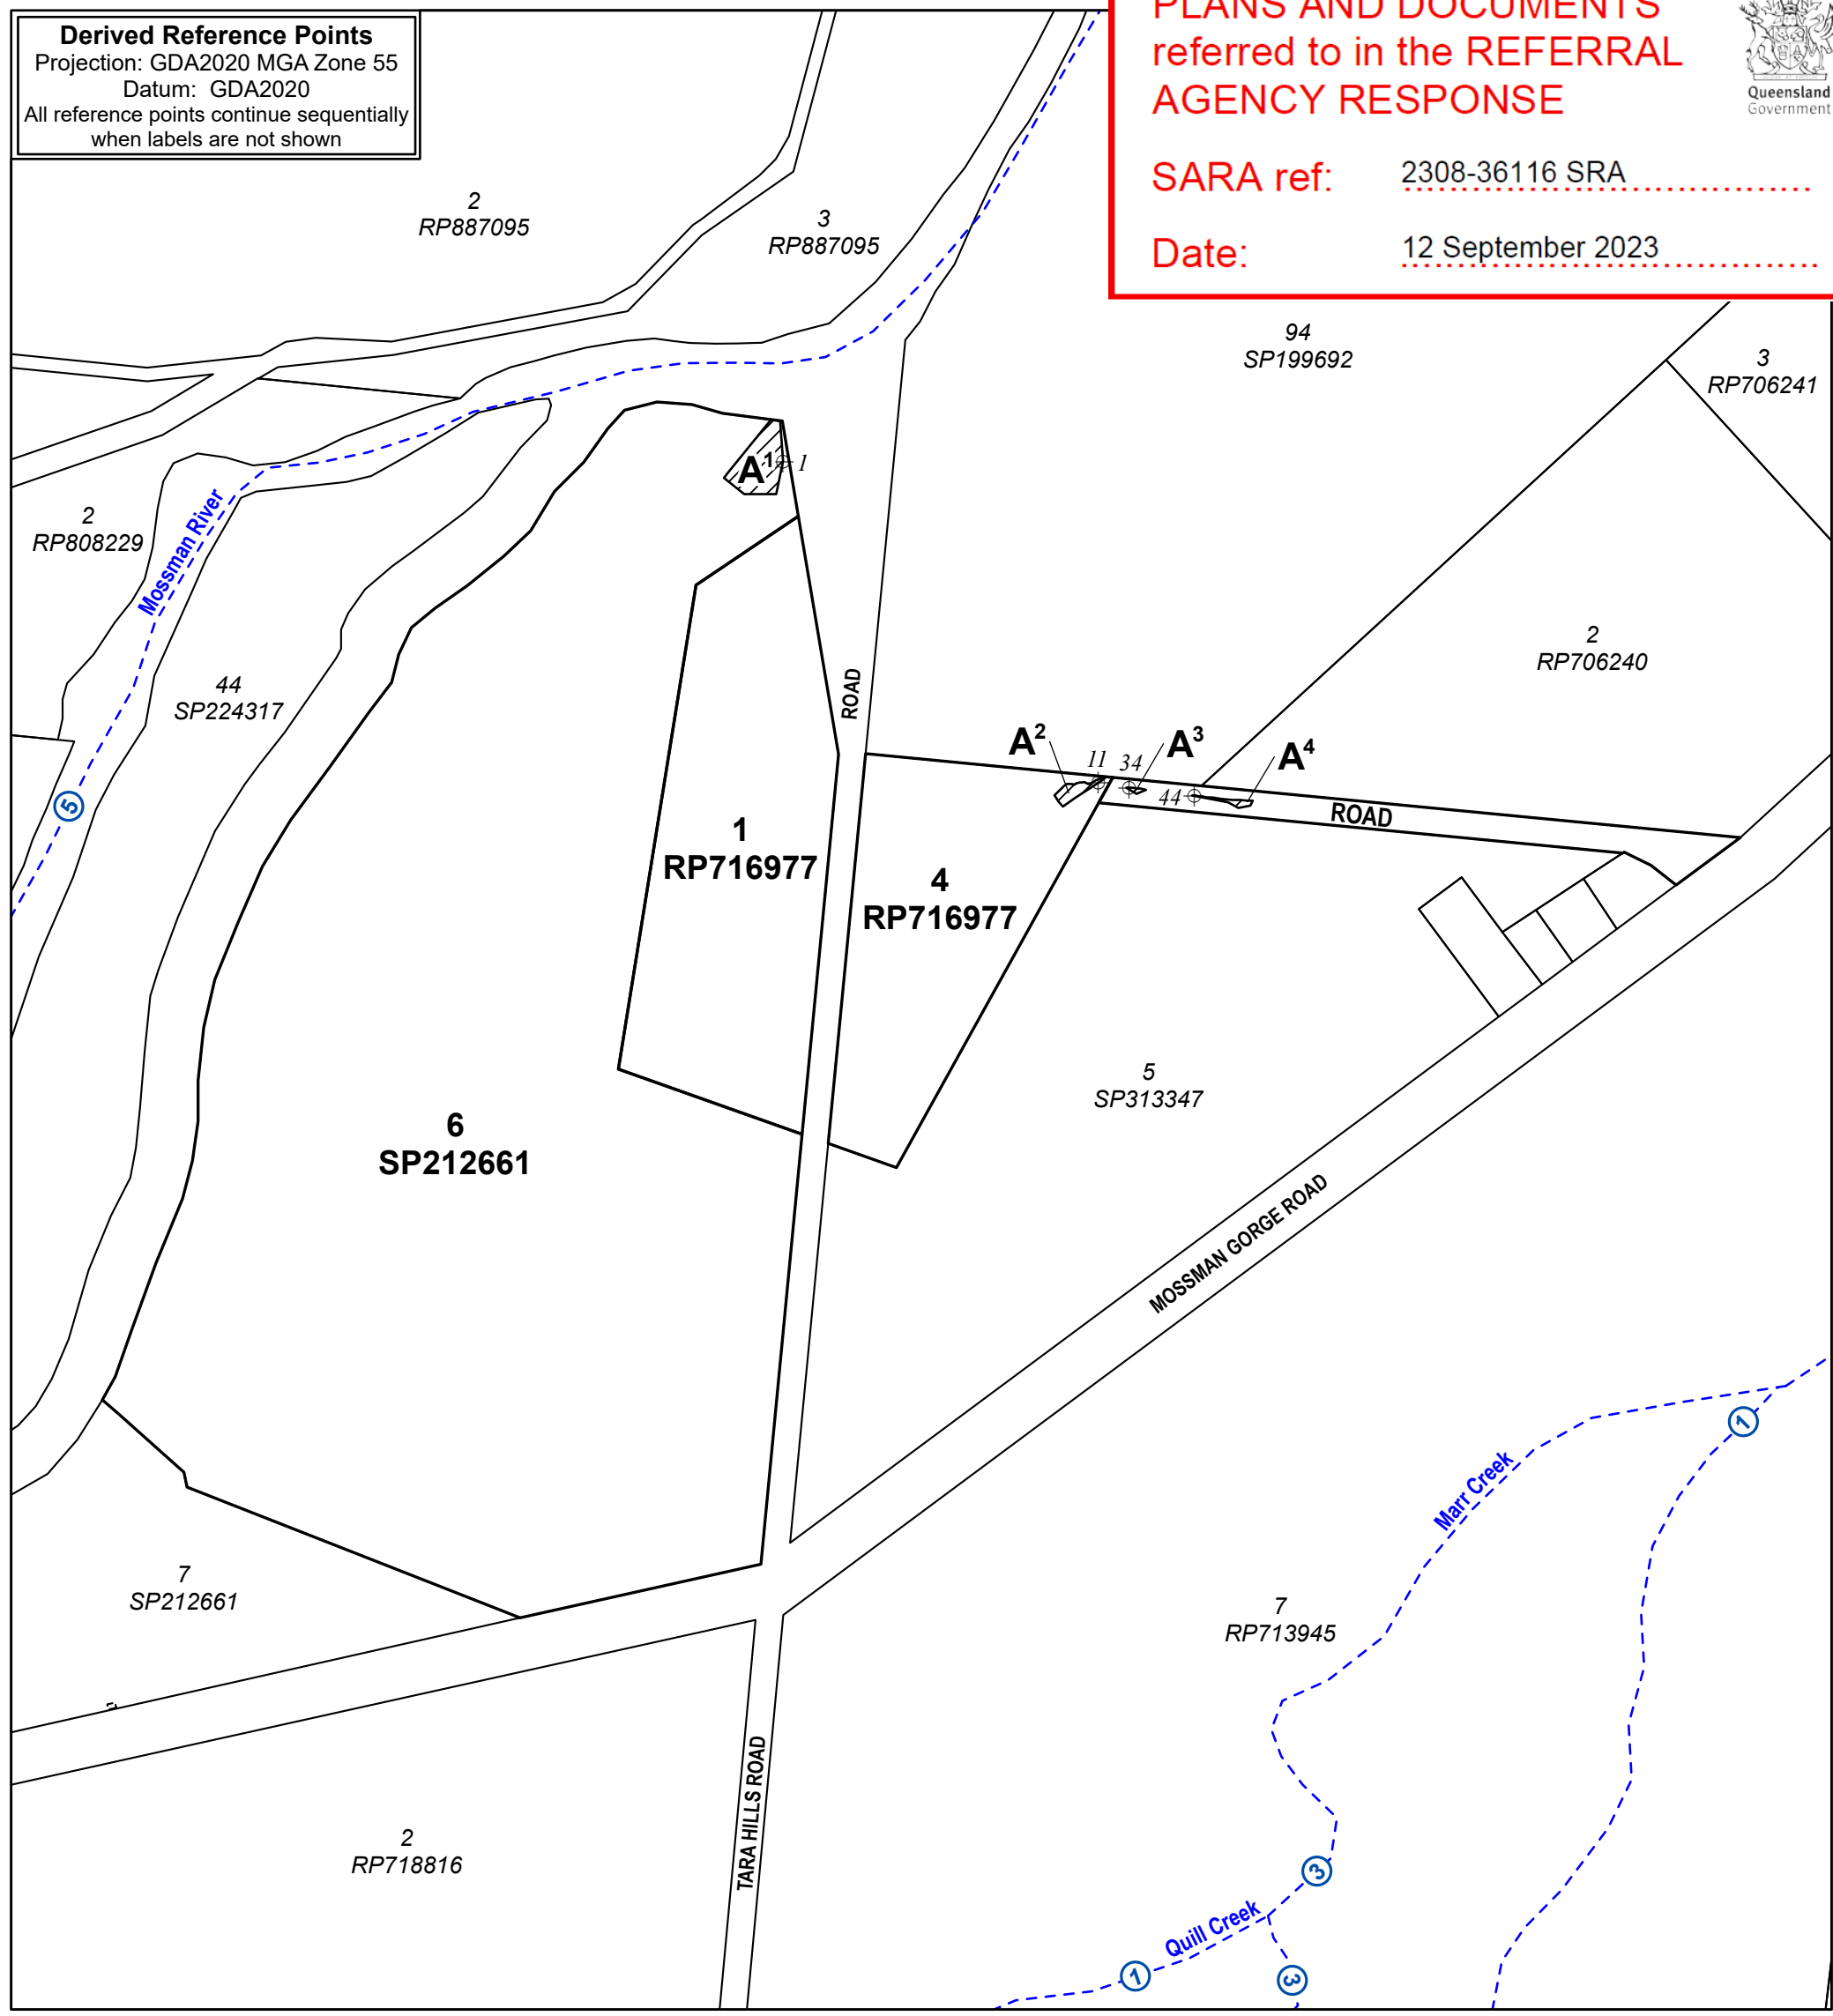 Derived Reference Points
Projection: GDA2020 MGA Zone 55
Datum: GDA2020
All reference points continue sequentially
when labels are not shown
PLANS AND DOCUMENTS
referred to in the REFERRAL
AGENCY RESPONSE
Queensland
Government
SARA ref: 2308-36116 SRA
Date: 12 September 2023
2
RP887095
3
RP887095
94
SP199692
3
RP706241
A1
1
2
RP808229
Mossman River
44
SP224317
5
2
RP706240
ROAD
A2
11
34
A3
A4
44
ROAD
1
RP716977
4
RP716977
5
SP313347
6
SP212661
MOSSMAN GORGE ROAD
7
SP212661
1
Marr Creek
7
RP713945
TARA HILLS ROAD
2
RP718816
3
Quill Creek
1
3